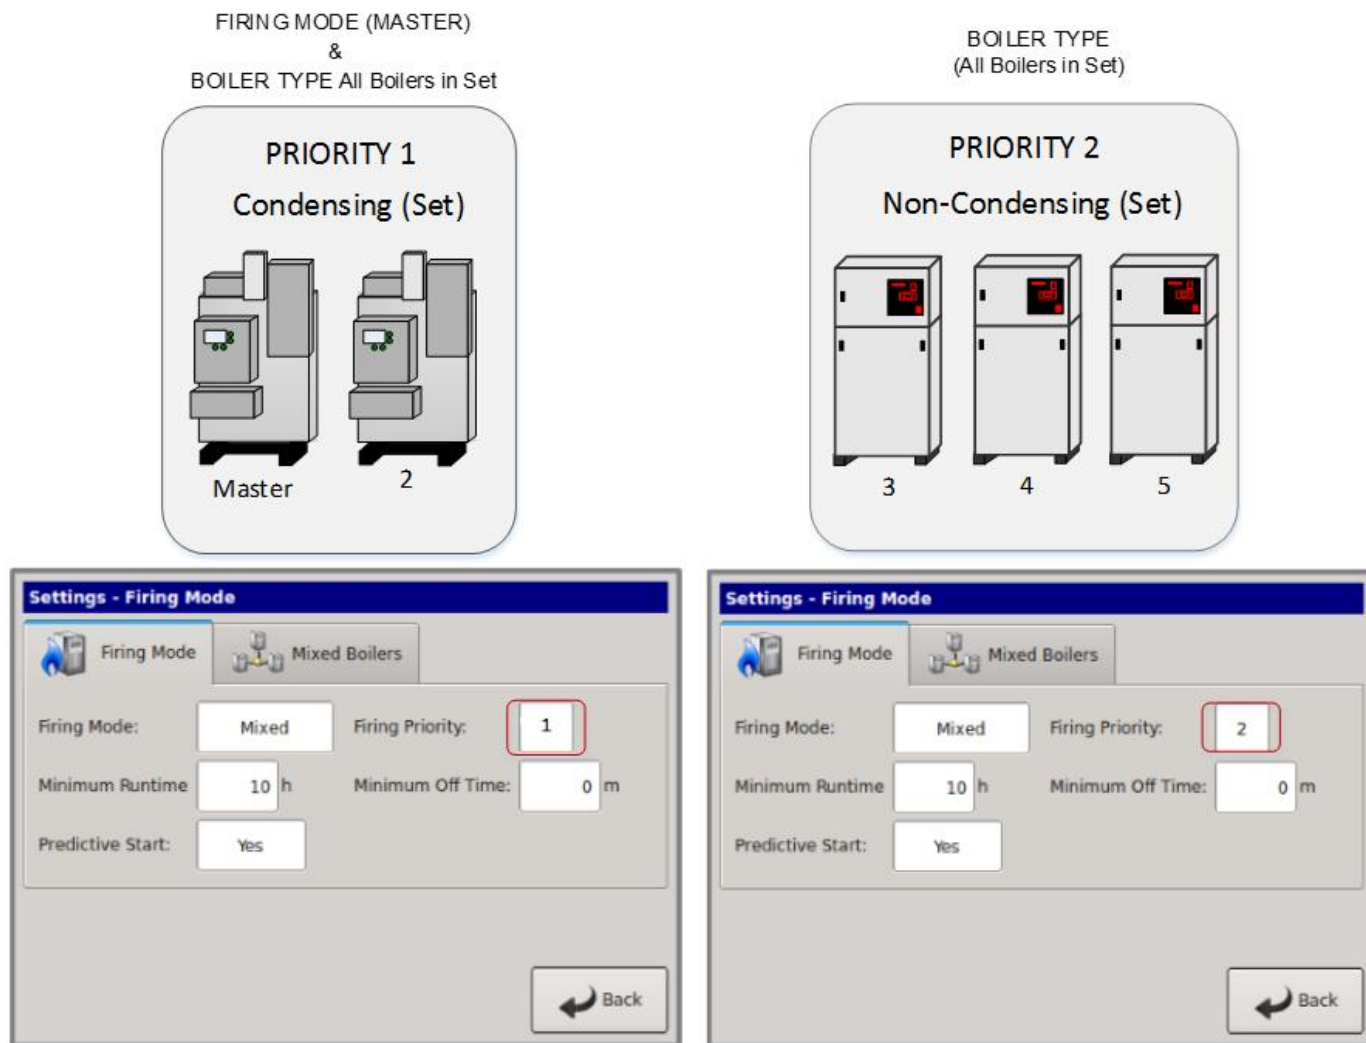 FIRING MODE (MASTER)
&
BOILER TYPE All Boilers in Set
BOILER TYPE
(All Boilers in Set)
PRIORITY 1
Condensing (Set)
Master
2
PRIORITY 2
Non-Condensing (Set)
3
4
5
Settings - Firing Mode
Firing Mode
Mixed Boilers
Firing Mode: Mixed Firing Priority: 1
Minimum Runtime 10 h Minimum Off Time: 0 m
Predictive Start: Yes
Back
Settings - Firing Mode
Firing Mode
Mixed Boilers
Firing Mode: Mixed Firing Priority: 2
Minimum Runtime 10 h Minimum Off Time: 0 m
Predictive Start: Yes
Back